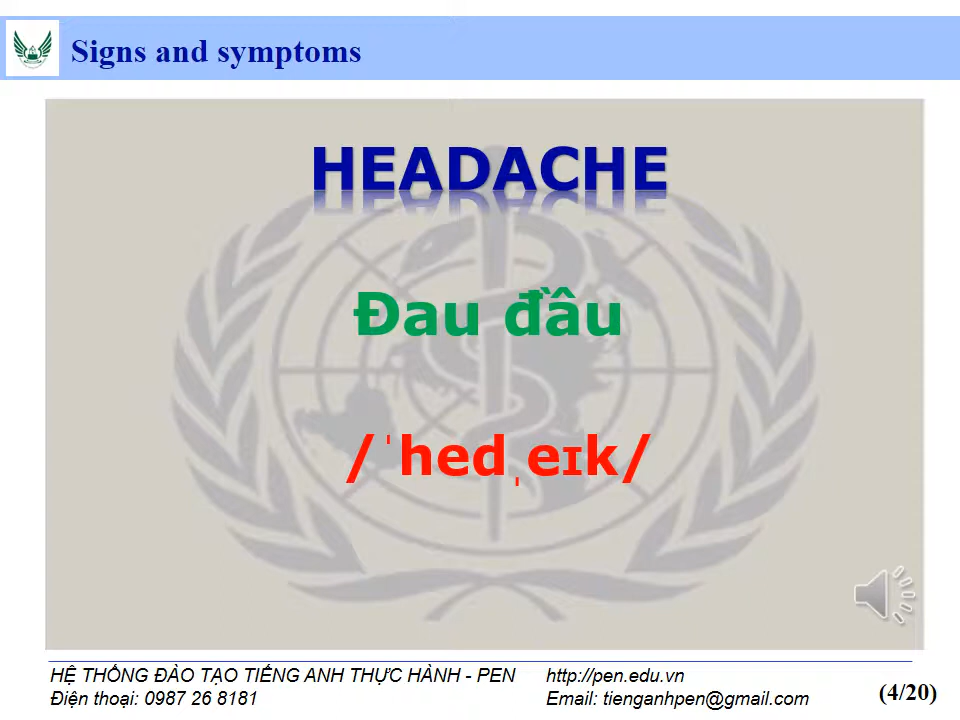 Signs and symptoms
HEADACHE
Đau đầu
/ˈhedˌeɪk/
HỆ THỐNG ĐÀO TẠO TIẾNG ANH THỰC HÀNH - PEN http://pen.edu.vn
Điện thoại: 0987 26 8181 Email: tienganhpen@gmail.com
(4/20)